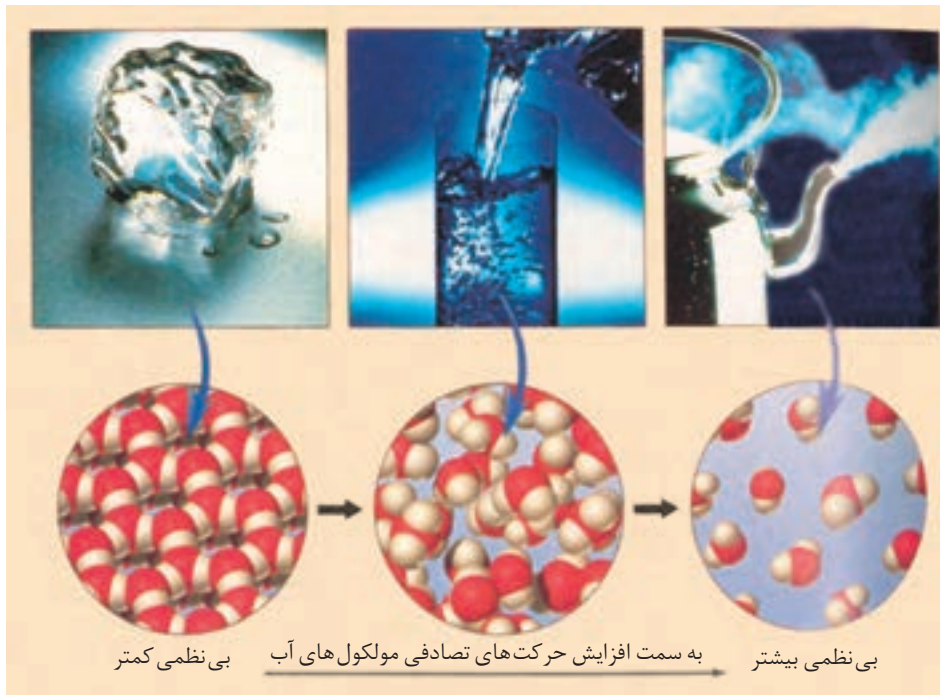 بی‌نظمی کمتر
به سمت افزایش حرکت‌های تصادفی مولکول‌های آب
بی‌نظمی بیشتر